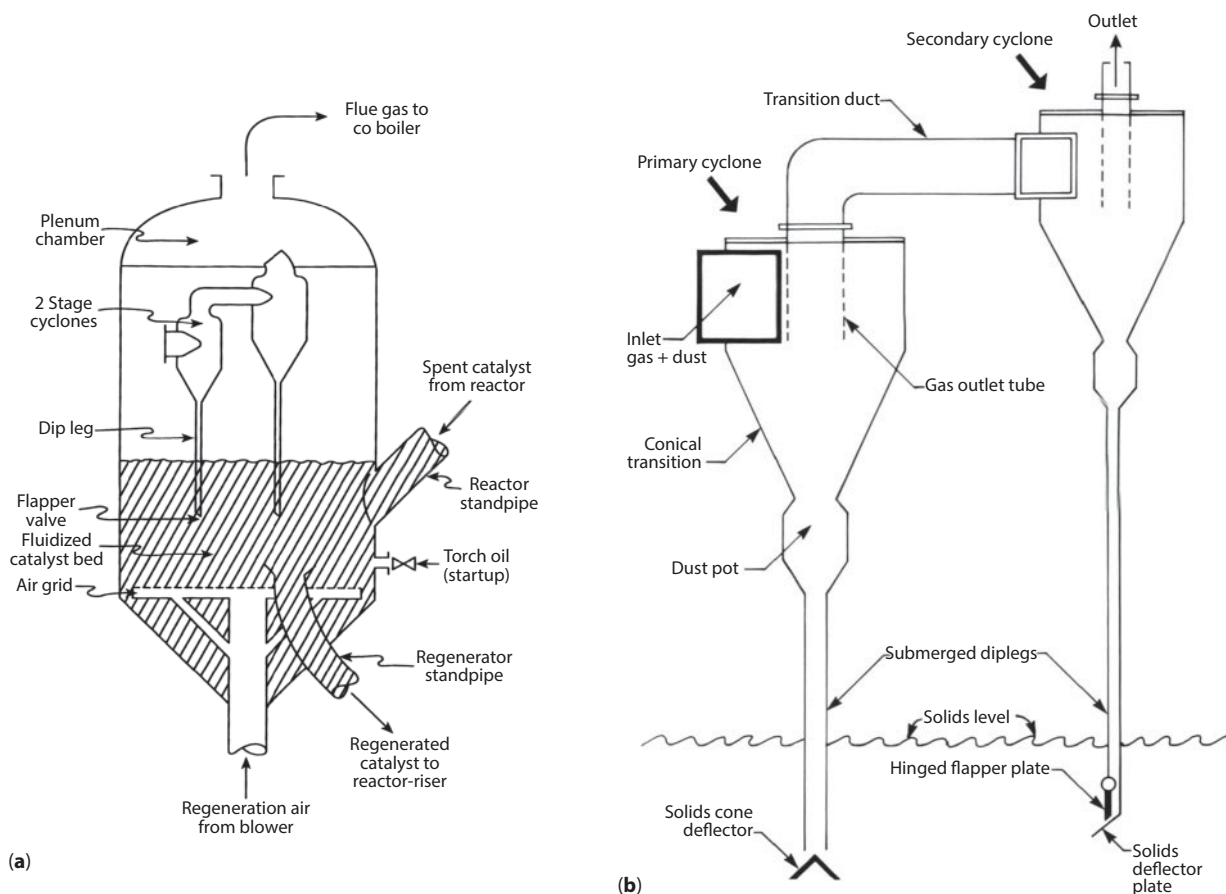 Flue gas to
co boiler
Plenum
chamber
2 Stage
cyclones
Spent catalyst
from reactor
Dip leg
Reactor
standpipe
Flapper
valve
Fluidized
catalyst bed
Torch oil
(startup)
Air grid
Regenerator
standpipe
Regenerated
catalyst to
reactor-riser
Regeneration air
from blower
(a)
Outlet
Secondary
cyclone
Transition duct
Primary
cyclone
Inlet
gas + dust
Gas outlet tube
Conical
transition
Dust pot
Submerged diplegs
Solids level
Hinged flapper plate
Solids cone
deflector
Solids
deflector
plate
(b)